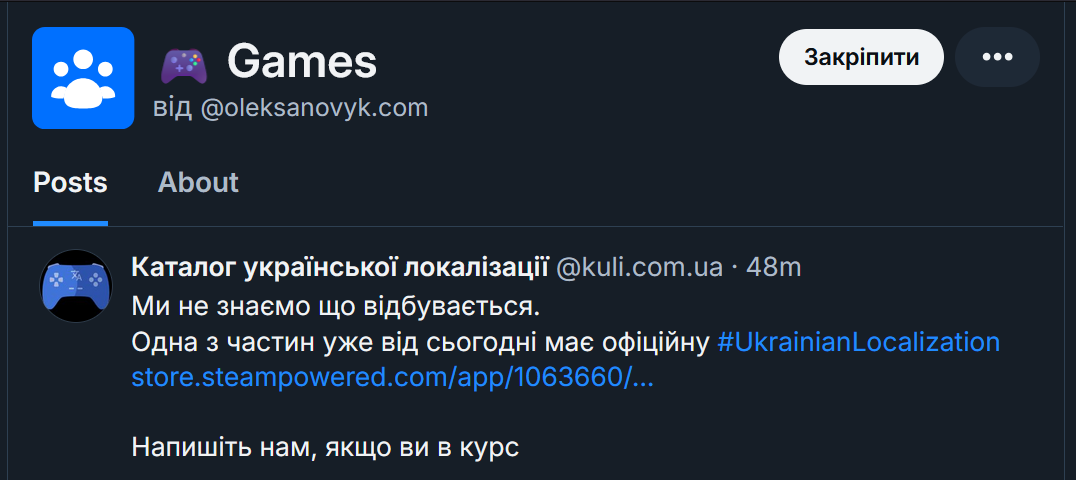 🎮 Games
Закріпити
від @oleksanovyk.com
Posts
About
Каталог української локалізації @kuli.com.ua · 48m
Ми не знаємо що відбувається.
Одна з частин уже від сьогодні має офіційну #UkrainianLocalization
store.steampowered.com/app/1063660/...
Напишіть нам, якщо ви в курс